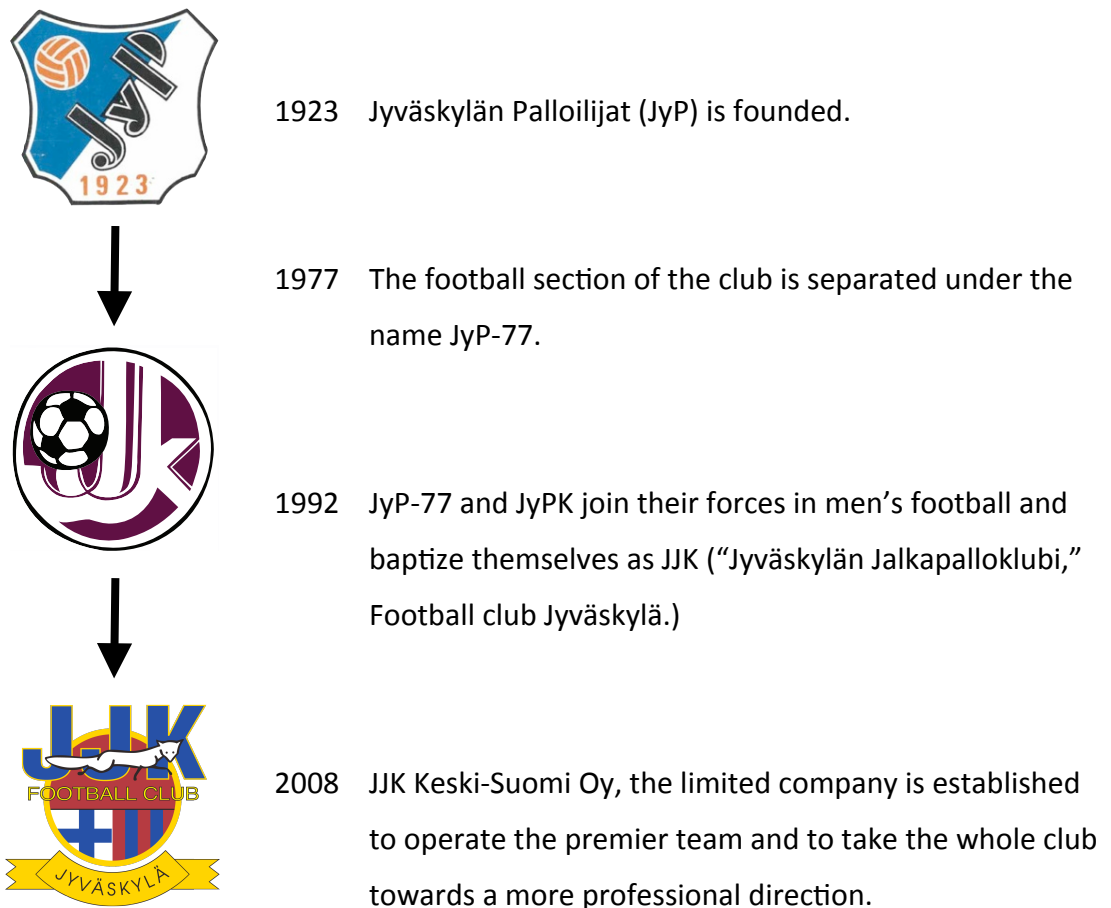 JyP
1923
1923 Jyväskylän Palloilijat (JyP) is founded.
1977 The football section of the club is separated under the
name JyP-77.
JJK
1992 JyP-77 and JyPK join their forces in men’s football and
baptize themselves as JJK (“Jyväskylän Jalkapalloklubi,”
Football club Jyväskylä.)
JJK
FOOTBALL CLUB
JYVÄSKYLÄ
2008 JJK Keski-Suomi Oy, the limited company is established
to operate the premier team and to take the whole club
towards a more professional direction.